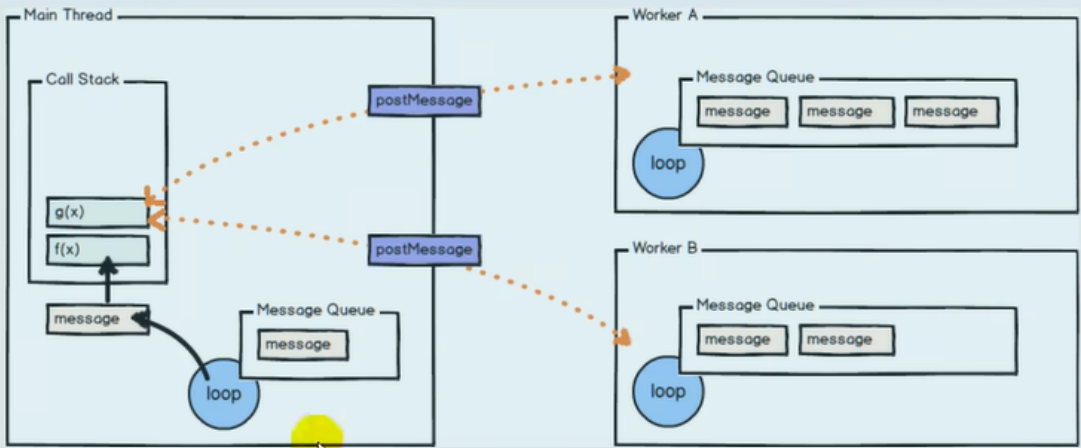 Main Thread
Call Stack
g(x)
f(x)
message
loop
Message Queue
message
postMessage
postMessage
Worker A
Message Queue
message
message
message
loop
Worker B
Message Queue
message
message
loop